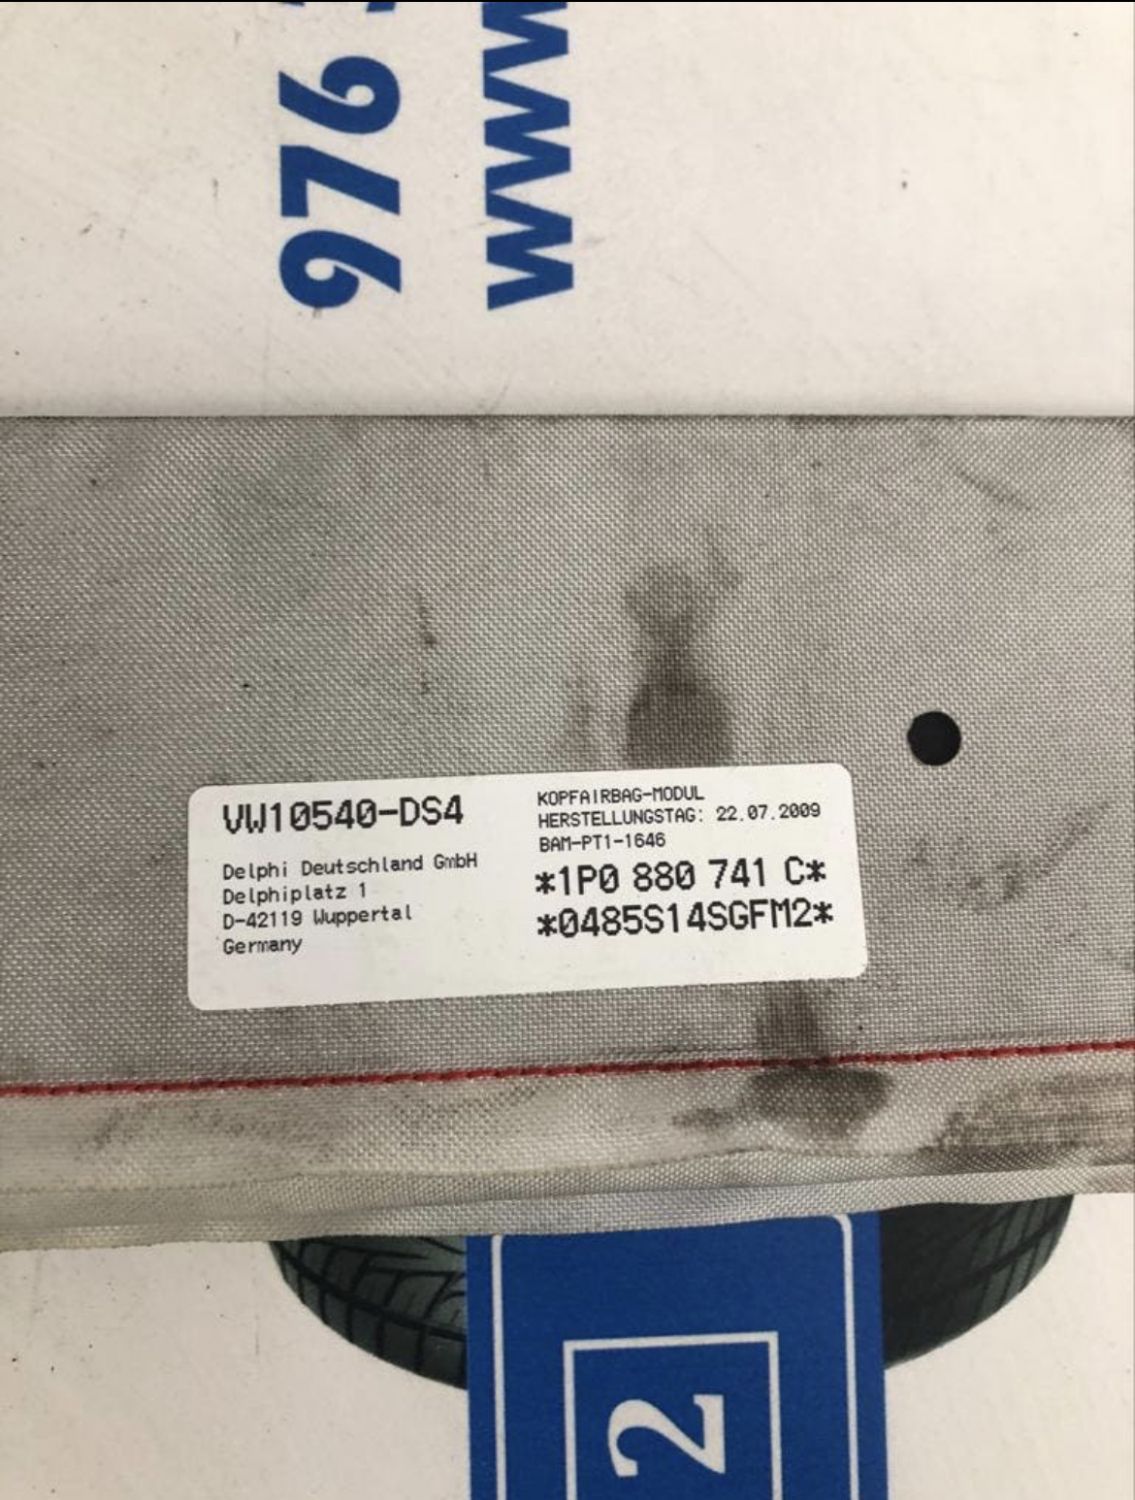 976
www
VW10540-DS4
Delphi Deutschland GmbH
Delphiplatz 1
D-42119 Wuppertal
Germany
KOPFAIRBAG-MODUL
HERSTELLUNGSTAG: 22.07.2009
BAM-PT1-1646
*1P0 880 741 C*
*0485S14SGFM2*
2